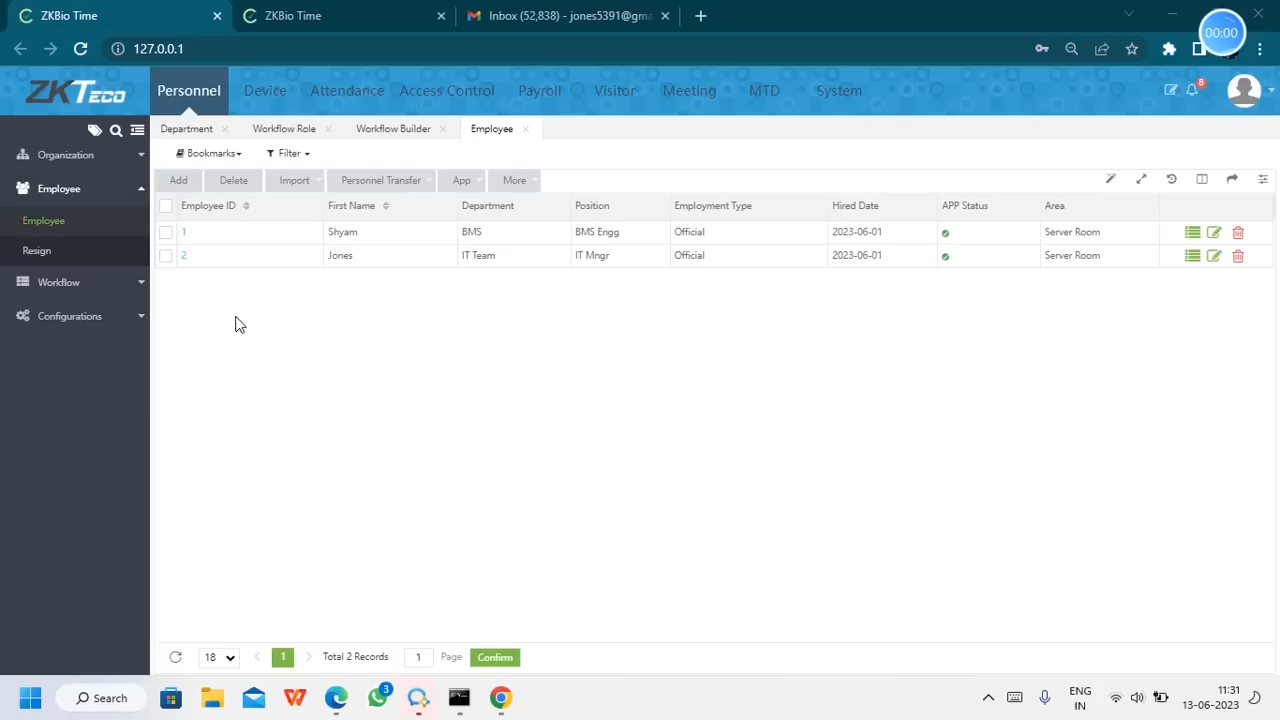 ZKBio Time
ZKBio Time
Inbox (52,838) - jones5391@gma
127.0.0.1
00:00
ZKTeco
Personnel
Device
Attendance
Access Control
Payroll
Visitor
Meeting
MTD
System
8
Organization
Employee
Employee
Resign
Workflow
Configurations
Department
Workflow Role
Workflow Builder
Employee
Bookmarks
Filter
Add
Delete
Import
Personnel Transfer
App
More
Employee ID First Name Department Position Employment Type Hired Date APP Status Area
1 Shyam BMS BMS Engg Official 2023-06-01 Server Room
2 Jones IT Team IT Mngr Official 2023-06-01 Server Room
18 1 Total 2 Records 1 Page Confirm
Search
3
ENG
IN
11:31
13-06-2023